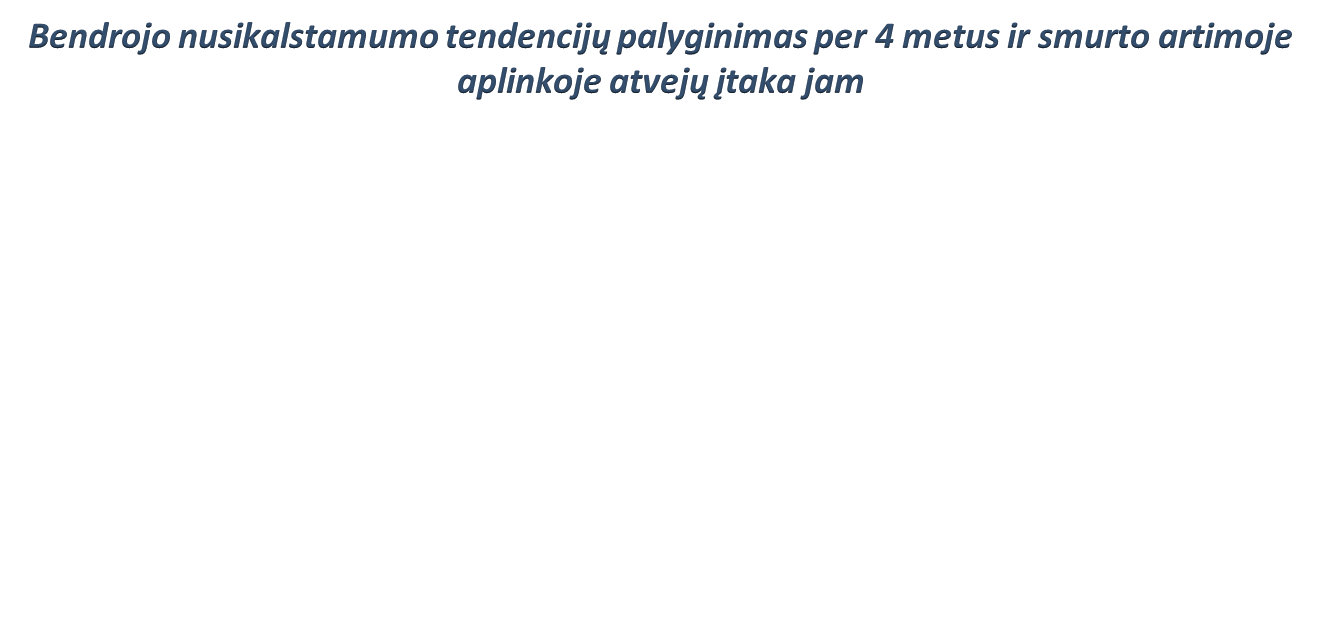 Bendrojo nusikalstamumo tendencijų palyginimas per 4 metus ir smurto artimoje
aplinkoje atvejų įtaka jam